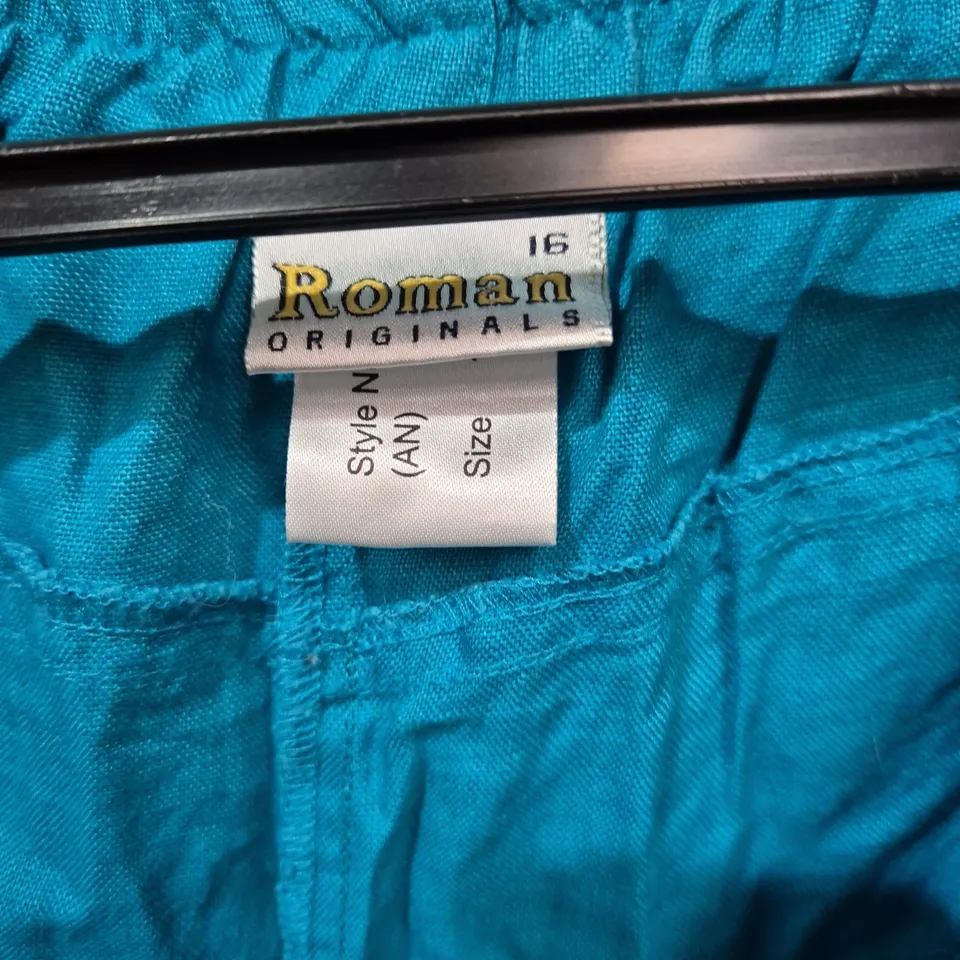 16
Roman
ORIGINALS
Style N
(AN)
Size